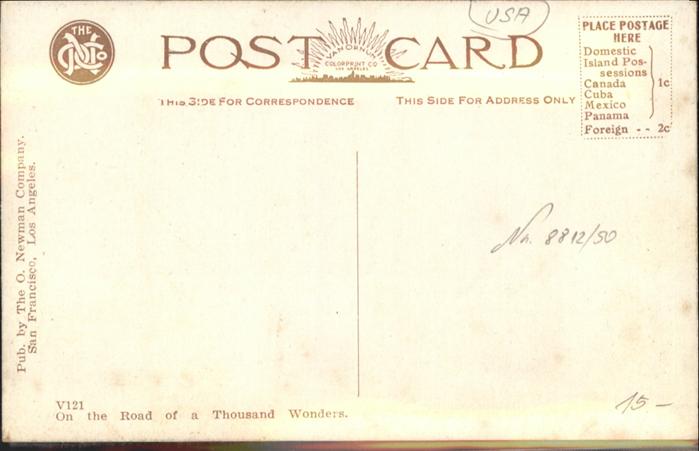 USA
THE
NCo
POST CARD
VAN ORNUM
COLORPRINT CO
LOS ANGELES
THIS SIDE FOR CORRESPONDENCE
THIS SIDE FOR ADDRESS ONLY
PLACE POSTAGE
HERE
Domestic
Island Pos-
sessions
Canada
Cuba
Mexico
Panama
1c
Foreign -- 2c
Pub. by The O. Newman Company.
San Francisco, Los Angeles.
No. 8812/50
V121
On the Road of a Thousand Wonders.
15-